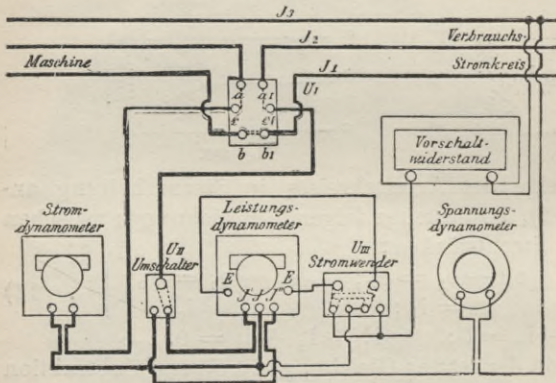 J3
J2 Verbrauchs-
Maschine J1 Stromkreis
U1
a a1
c c1
b b1
Vorschalt-
widerstand
Strom-
dynamometer
UII
Umschalter
Leistungs-
dynamometer
UIII
Stromwender
Spannungs-
dynamometer
E f f E